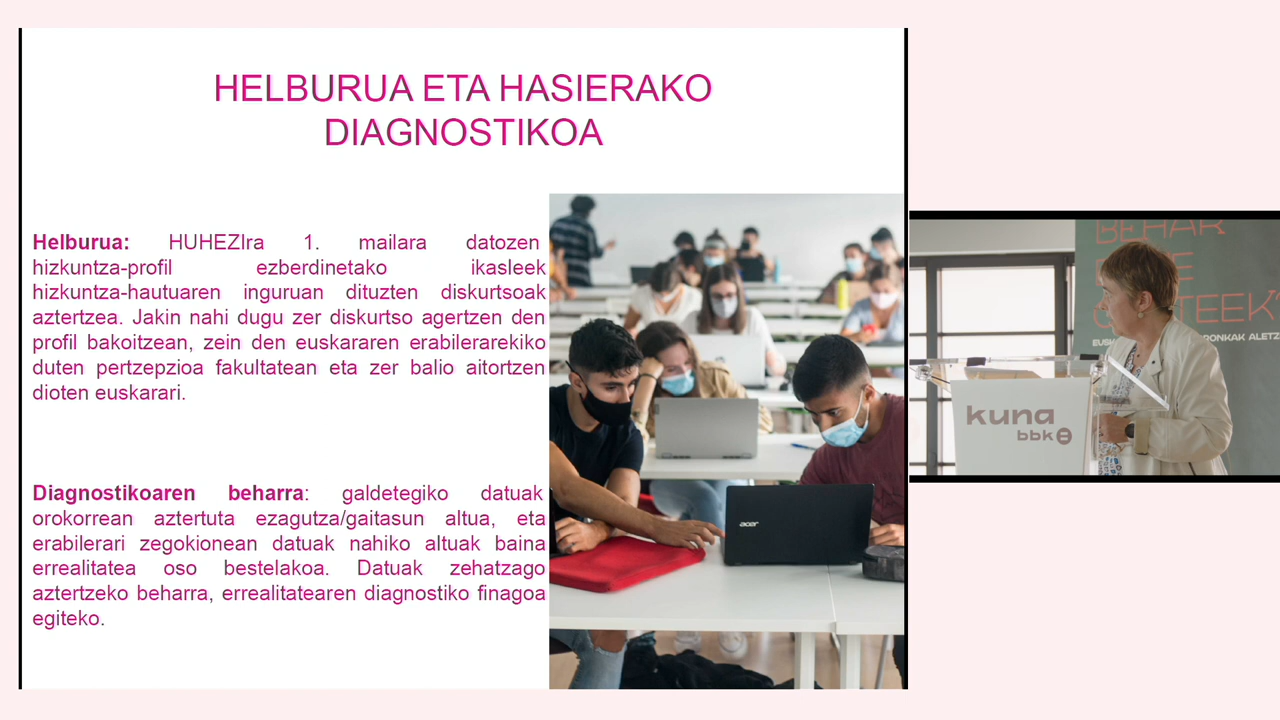 HELBURUA ETA HASIERAKO
DIAGNOSTIKOA
Helburua: HUHEZIra 1. mailara datozen
hizkuntza-profil ezberdinetako ikasleek
hizkuntza-hautuaren inguruan dituzten diskurtsoak
aztertzea. Jakin nahi dugu zer diskurtso agertzen den
profil bakoitzean, zein den euskararen erabilerarekiko
duten pertzepzioa fakultatean eta zer balio aitortzen
dioten euskarari.
Diagnostikoaren beharra: galdetegiko datuak
orokorrean aztertuta ezagutza/gaitasun altua, eta
erabilerari zegokionean datuak nahiko altuak baina
errealitatea oso bestelakoa. Datuak zehatzago
aztertzeko beharra, errealitatearen diagnostiko finagoa
egiteko.
acer
BEHAR
kuna
bbk